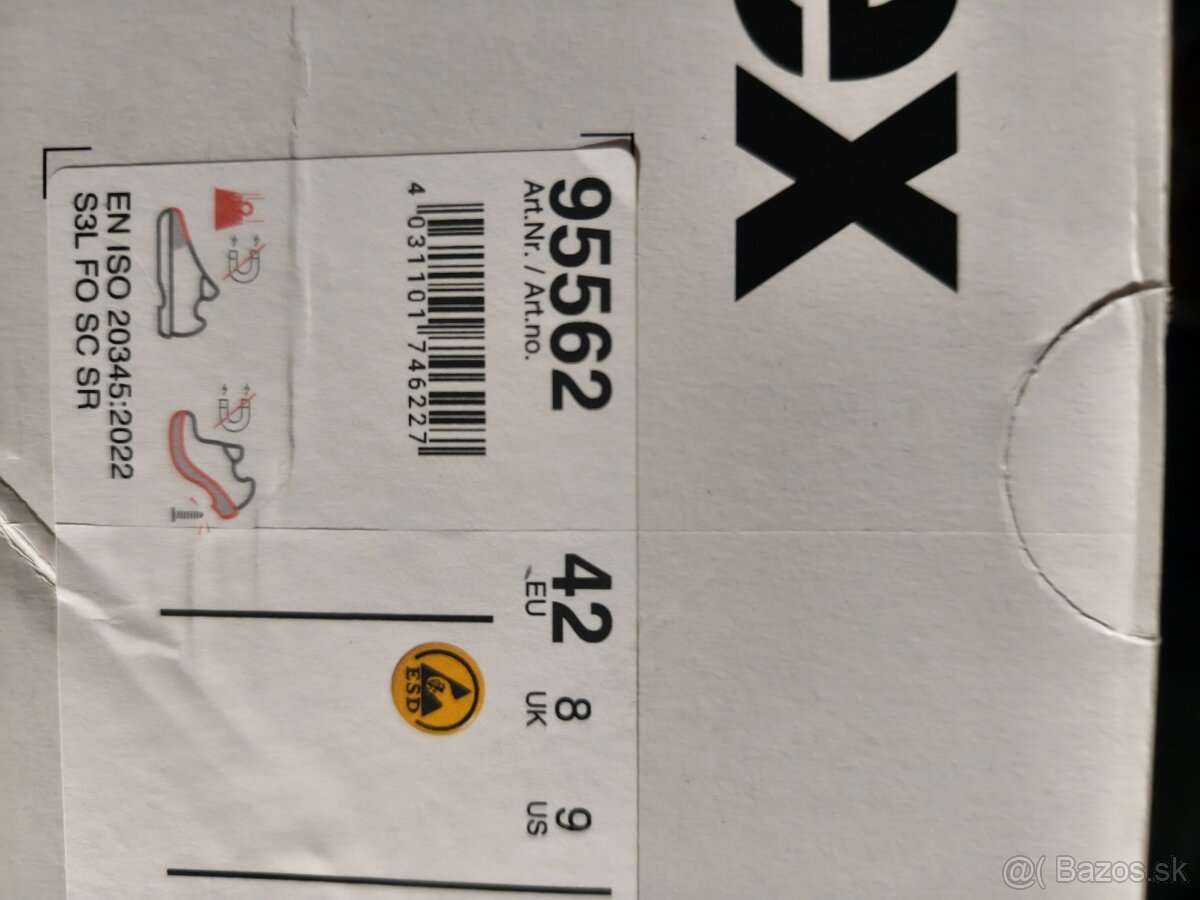 ex
95562
Art.Nr. / Art.no.
4 031101 746227
EN ISO 20345:2022
S3L FO SC SR
42 8 9
EU UK US
ESD
@( Bazos.sk